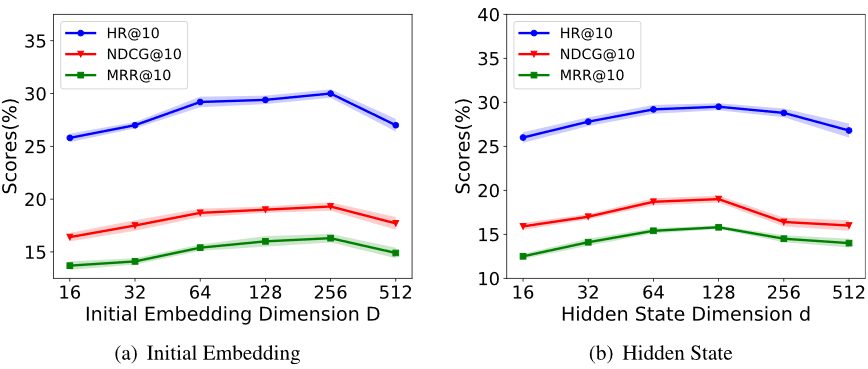 HR@10
NDCG@10
MRR@10
Scores(%)
35
30
25
20
15
16 32 64 128 256 512
Initial Embedding Dimension D
(a) Initial Embedding
HR@10
NDCG@10
MRR@10
Scores(%)
40
35
30
25
20
15
10
16 32 64 128 256 512
Hidden State Dimension d
(b) Hidden State